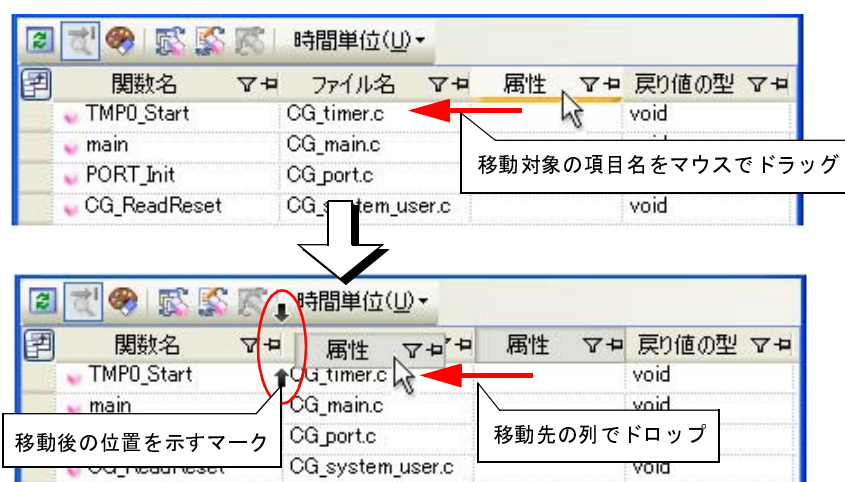 時間単位(U)
関数名 ファイル名 属性 戻り値の型
TMP0_Start CG_timer.c void
main CG_main.c
移動対象の項目名をマウスでドラッグ
PORT_Init CG_port.c
CG_ReadReset CG_system_user.c void
時間単位(U)
関数名 属性 属性 戻り値の型
TMP0_Start CG_timer.c void
main CG_main.c void
移動後の位置を示すマーク
移動先の列でドロップ
CG_port.c
CG_ReadReset CG_system_user.c void